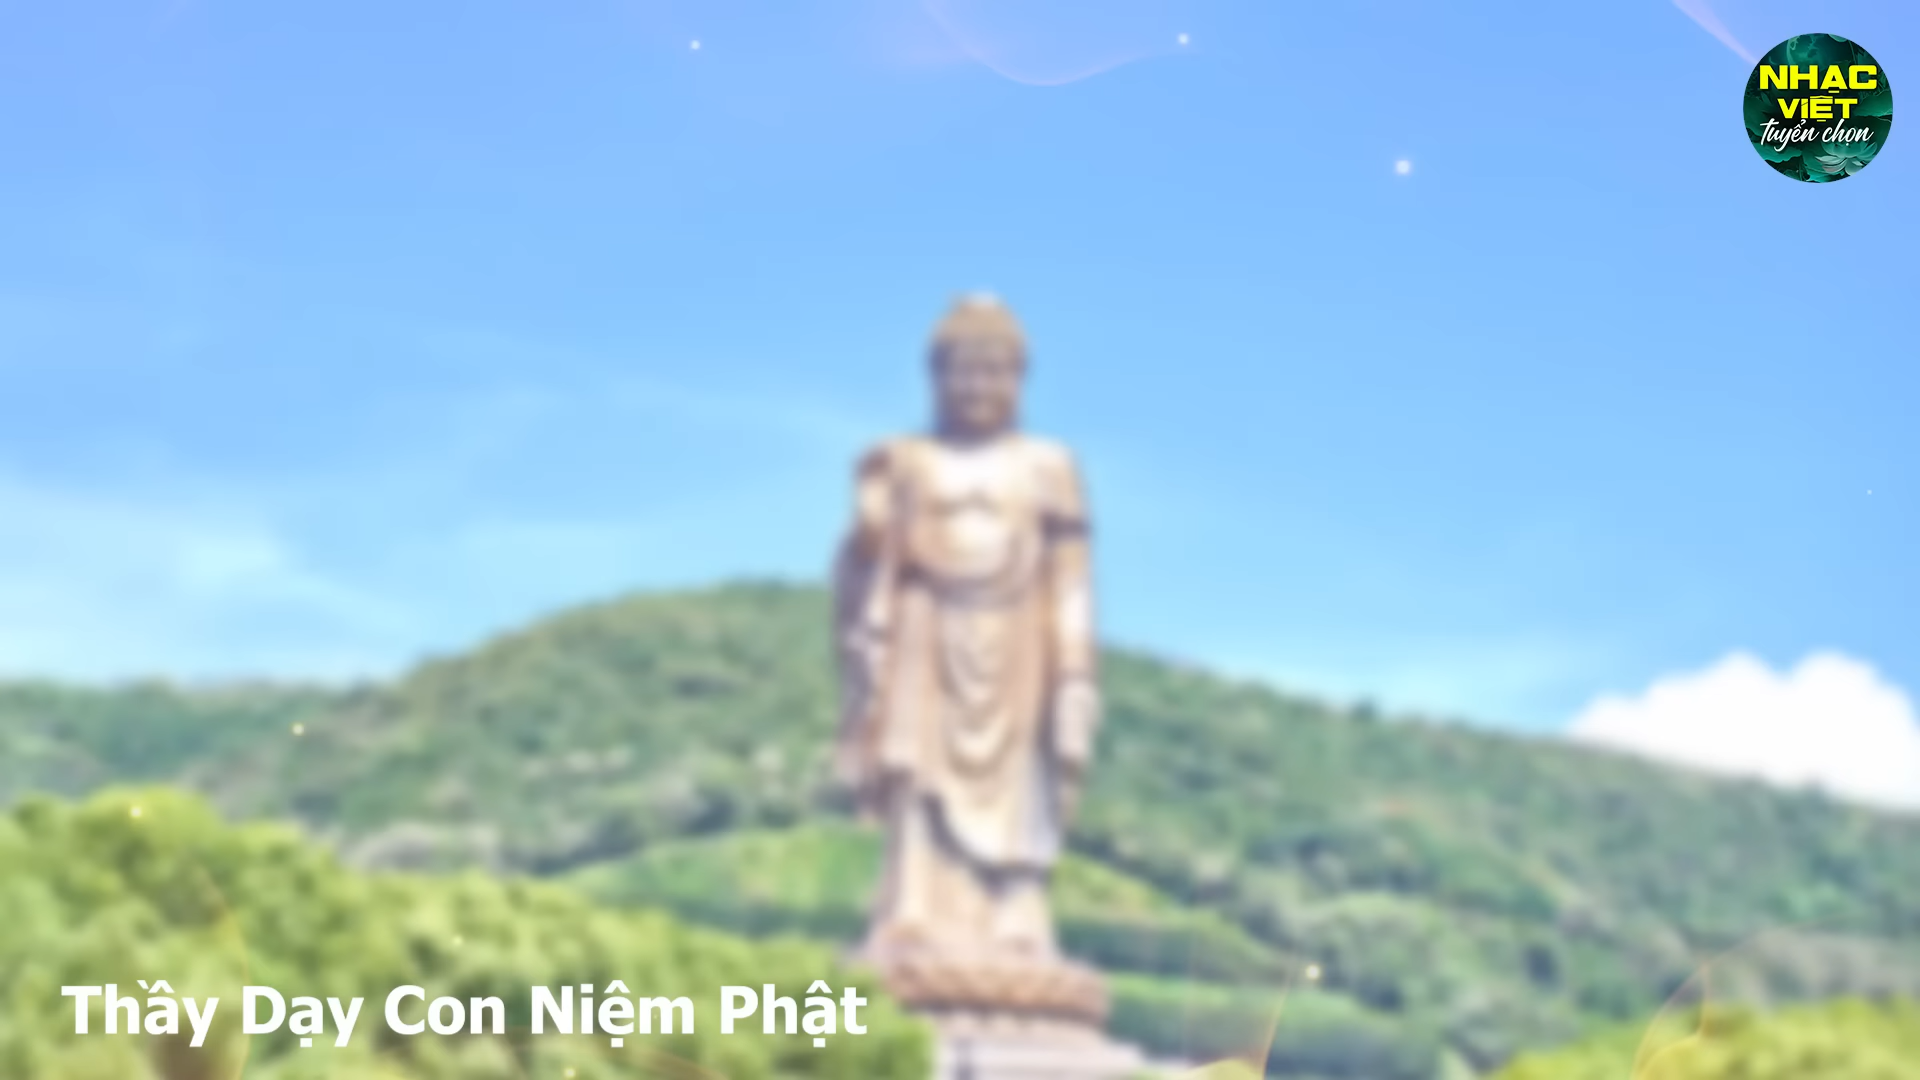 NHẠC
VIỆT
tuyển chọn
Thầy Dạy Con Niệm Phật